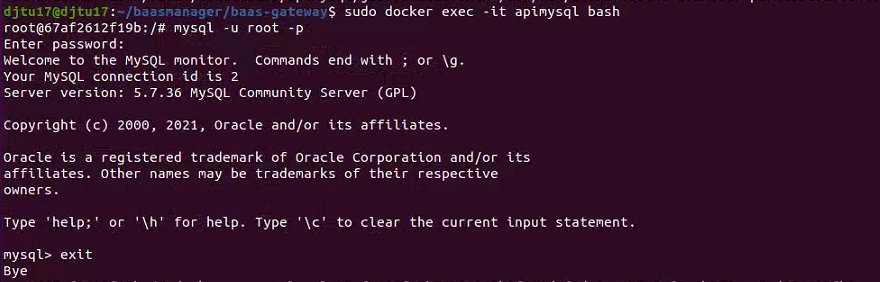 djtu17@djtu17:~/baasmanager/baas-gateway$ sudo docker exec -it apimysql bash
root@67af2612f19b:/# mysql -u root -p
Enter password:
Welcome to the MySQL monitor.  Commands end with ; or \g.
Your MySQL connection id is 2
Server version: 5.7.36 MySQL Community Server (GPL)

Copyright (c) 2000, 2021, Oracle and/or its affiliates.

Oracle is a registered trademark of Oracle Corporation and/or its
affiliates. Other names may be trademarks of their respective
owners.

Type 'help;' or '\h' for help. Type '\c' to clear the current input statement.

mysql> exit
Bye